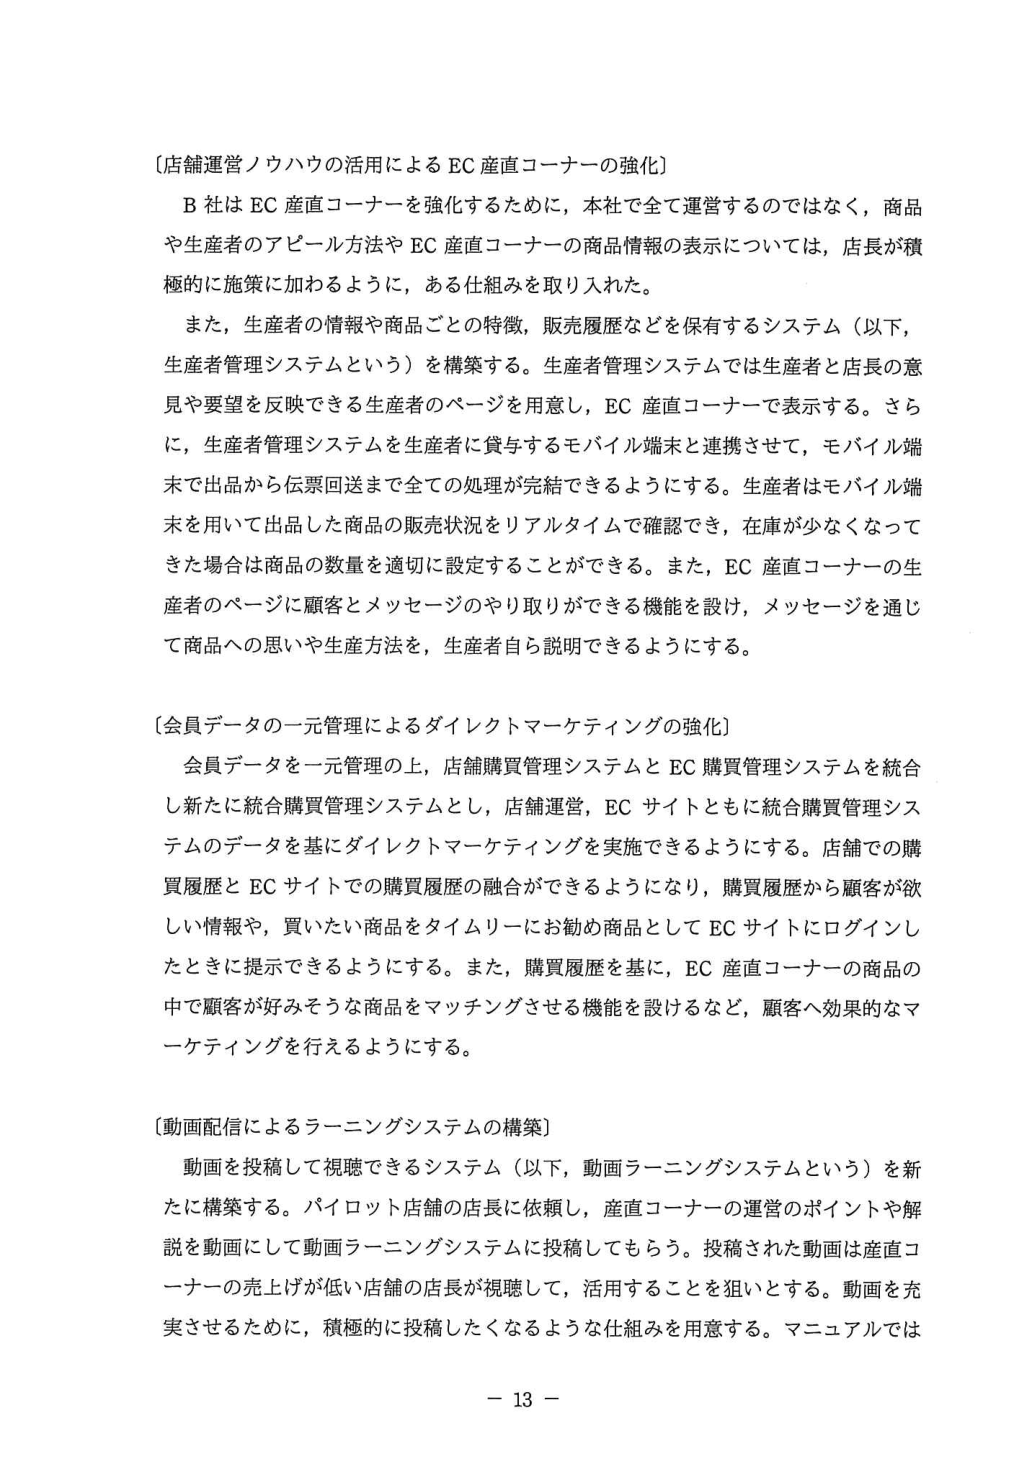 〔店舗運営ノウハウの活用による EC 産直コーナーの強化〕
B 社は EC 産直コーナーを強化するために，本社で全て運営するのではなく，商品
や生産者のアピール方法や EC 産直コーナーの商品情報の表示については，店長が積
極的に施策に加わるように，ある仕組みを取り入れた。
また，生産者の情報や商品ごとの特徴，販売履歴などを保有するシステム（以下，
生産者管理システムという）を構築する。生産者管理システムでは生産者と店長の意
見や要望を反映できる生産者のページを用意し，EC 産直コーナーで表示する。さら
に，生産者管理システムを生産者に貸与するモバイル端末と連携させて，モバイル端
末で出品から伝票回送まで全ての処理が完結できるようにする。生産者はモバイル端
末を用いて出品した商品の販売状況をリアルタイムで確認でき，在庫が少なくなって
きた場合は商品の数量を適切に設定することができる。また，EC 産直コーナーの生
産者のページに顧客とメッセージのやり取りができる機能を設け，メッセージを通じ
て商品への思いや生産方法を，生産者自ら説明できるようにする。
〔会員データの一元管理によるダイレクトマーケティングの強化〕
会員データを一元管理の上，店舗購買管理システムと EC 購買管理システムを統合
し新たに統合購買管理システムとし，店舗運営，EC サイトともに統合購買管理シス
テムのデータを基にダイレクトマーケティングを実施できるようにする。店舗での購
買履歴と EC サイトでの購買履歴の融合ができるようになり，購買履歴から顧客が欲
しい情報や，買いたい商品をタイムリーにお勧め商品として EC サイトにログインし
たときに提示できるようにする。また，購買履歴を基に，EC 産直コーナーの商品の
中で顧客が好みそうな商品をマッチングさせる機能を設けるなど，顧客へ効果的なマ
ーケティングを行えるようにする。
〔動画配信によるラーニングシステムの構築〕
動画を投稿して視聴できるシステム（以下，動画ラーニングシステムという）を新
たに構築する。パイロット店舗の店長に依頼し，産直コーナーの運営のポイントや解
説を動画にして動画ラーニングシステムに投稿してもらう。投稿された動画は産直コ
ーナーの売上げが低い店舗の店長が視聴して，活用することを狙いとする。動画を充
実させるために，積極的に投稿したくなるような仕組みを用意する。マニュアルでは
－ 13 －